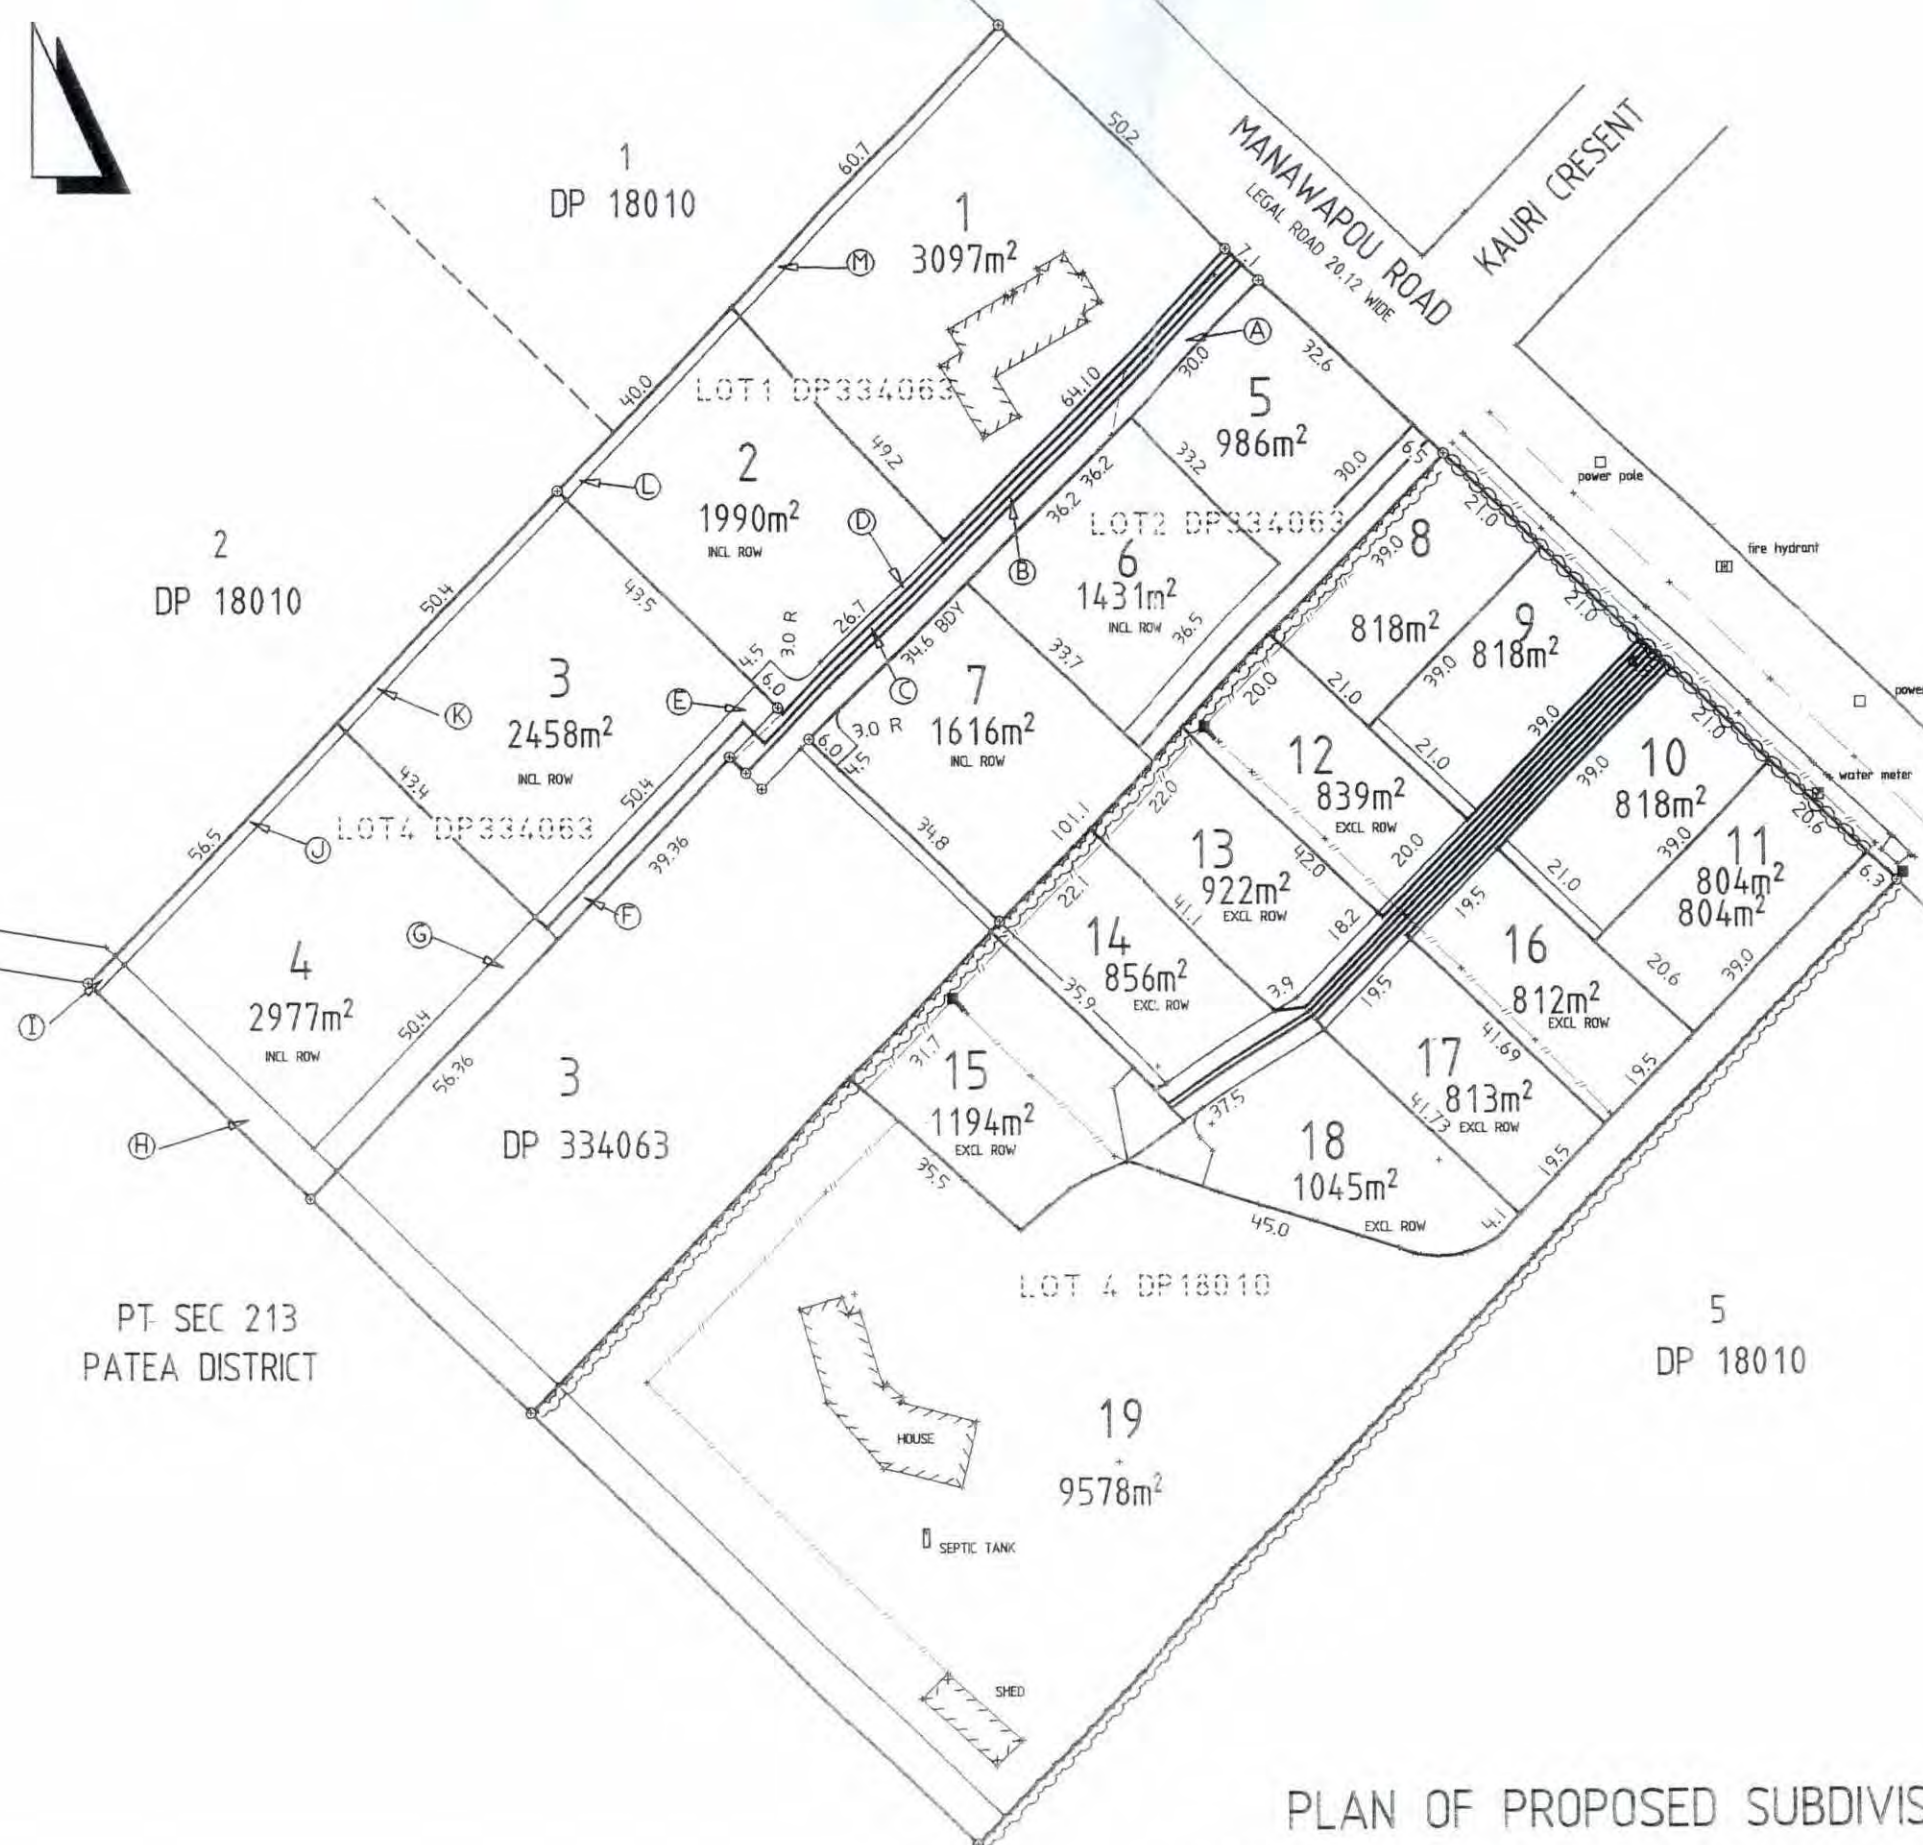 MANAWAPOU ROAD
LEGAL ROAD 20.12 WIDE
KAURI CRESENT
1
DP 18010
60.7
50.2
7.1
1
3097m²
M
A
32.6
30.0
40.0
LOT1 DP334063
64.10
49.2
5
986m²
33.2
30.0
6.5
power pole
L
2
1990m²
INCL ROW
D
36.2
36.2
LOT2 DP334063
B
6
1431m²
INCL ROW
39.0
21.0
8
818m²
fire hydrant
2
DP 18010
50.4
43.5
26.7
3.0 R
4.5
6.0
34.6 BDY
C
33.7
36.5
21.0
9
818m²
39.0
3
2458m²
INCL ROW
K
E
7
1616m²
INCL ROW
3.0 R
6.0
4.5
20.0
21.0
21.0
39.0
39.0
21.0
10
818m²
power
water meter
43.4
50.4
LOT4 DP334063
56.5
J
39.36
F
G
34.8
101.1
22.0
12
839m²
EXCL ROW
20.0
13
922m²
EXCL ROW
42.0
19.5
21.0
39.0
20.6
11
804m²
804m²
6.3
22.1
41.1
18.2
14
856m²
EXCL ROW
3.9
19.5
16
812m²
EXCL ROW
20.6
39.0
4
2977m²
INCL ROW
I
50.4
56.36
H
3
DP 334063
35.9
31.7
15
1194m²
EXCL ROW
35.5
37.5
17
813m²
EXCL ROW
41.69
41.73
19.5
19.5
18
1045m²
EXCL ROW
45.0
4.1
LOT 4 DP18010
PT SEC 213
PATEA DISTRICT
5
DP 18010
HOUSE
19
9578m²
SEPTIC TANK
SHED
PLAN OF PROPOSED SUBDIVIS